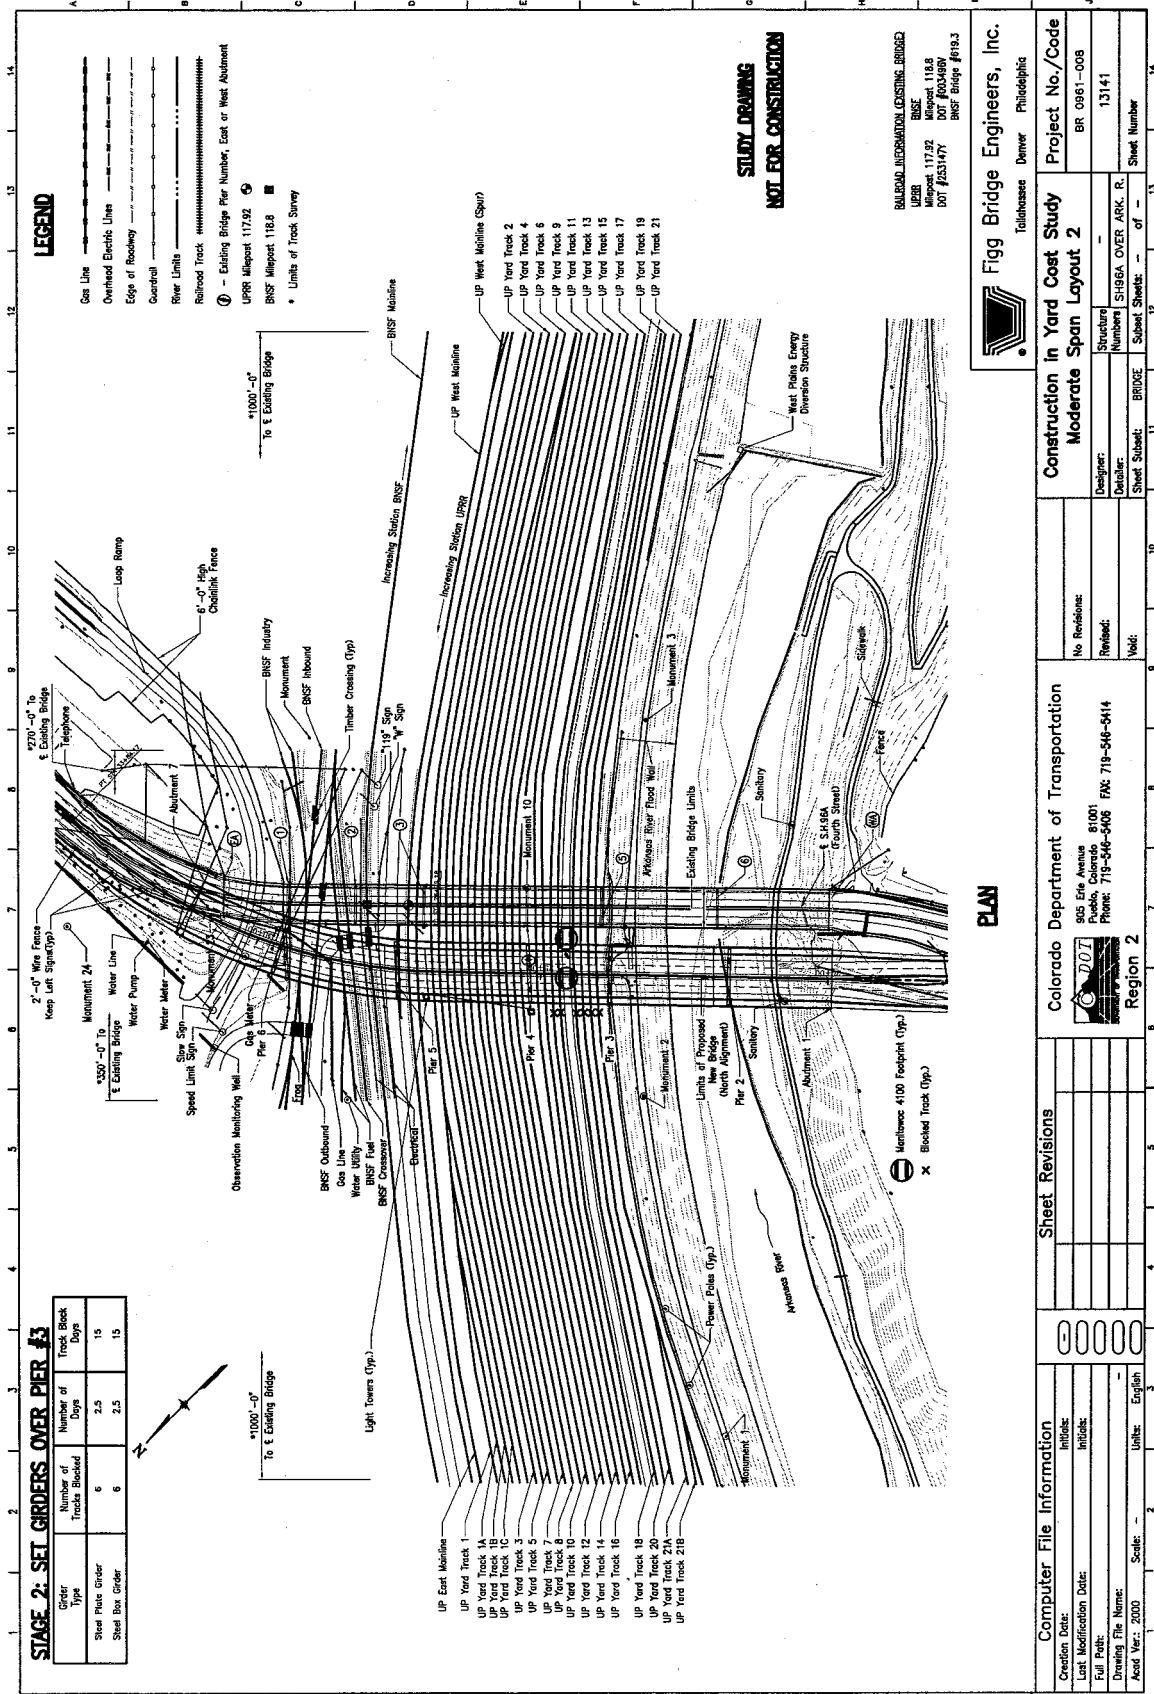 STAGE 2: SET GIRDERS OVER PIER #3
Girder Type
Number of Tracks Blocked
Number of Days
Track Block Days
Steel Plate Girder 6 2.5 15
Steel Box Girder 6 2.5 15
N
LEGEND
Gas Line
Overhead Electric Lines
Edge of Roadway
Guardrail
River Limits
Railroad Track
- Existing Bridge Pier Number, East or West Abutment
UPRR Milepost 117.92
BNSF Milepost 118.8
* Limits of Track Survey
STUDY DRAWING
NOT FOR CONSTRUCTION
RAILROAD INFORMATION (EXISTING BRIDGE)
UPRR
Milepost 117.92
DOT #253147Y
BNSF
Milepost 118.8
DOT #003498V
BNSF Bridge #619.3
*1000'-0"
To ℄ Existing Bridge
*1000'-0"
To ℄ Existing Bridge
*350'-0" To
℄ Existing Bridge
*270'-0" To
℄ Existing Bridge
2'-0" Wire Fence
Keep Left Signs(Typ)
Monument 24
Water Line
Water Pump
Water Meter
Slow Sign
Speed Limit Sign
Observation Monitoring Well
Gas Meter
Pier 6
Frog
BNSF Outbound
Gas Line
Water Utility
BNSF Fuel
BNSF Crossover
Electrical
Light Towers (Typ.)
Telephone
Abutment 7
Loop Ramp
6'-0" High
Chainlink Fence
BNSF Industry
Monument
BNSF Inbound
Timber Crossing (Typ)
"119" Sign
"W" Sign
EA
1
2
3
5
6
WA
Pier 5
Pier 4
Pier 3
Monument 10
Increasing Station BNSF
Increasing Station UPRR
BNSF Mainline
UP West Mainline
UP West Mainline (Spur)
UP Yard Track 2
UP Yard Track 4
UP Yard Track 6
UP Yard Track 9
UP Yard Track 11
UP Yard Track 13
UP Yard Track 15
UP Yard Track 17
UP Yard Track 19
UP Yard Track 21
UP East Mainline
UP Yard Track 1
UP Yard Track 1A
UP Yard Track 1B
UP Yard Track 1C
UP Yard Track 3
UP Yard Track 5
UP Yard Track 7
UP Yard Track 8
UP Yard Track 10
UP Yard Track 12
UP Yard Track 14
UP Yard Track 16
UP Yard Track 18
UP Yard Track 20
UP Yard Track 21A
UP Yard Track 21B
Monument 1
Power Poles (Typ.)
Monument 2
Limits of Proposed
New Bridge
(North Alignment)
Pier 2
Sanitary
Abutment 1
Arkansas River
Arkansas River Flood Wall
Monument 3
Existing Bridge Limits
Sanitary
℄ S.H.96A
(Fourth Street)
Fence
Sidewalk
West Plains Energy
Diversion Structure
Manitowoc 4100 Footprint (Typ.)
x Blocked Track (Typ.)
PLAN
Figg Bridge Engineers, Inc.
Tallahassee Denver Philadelphia
Computer File Information
Creation Date: Initials:
Last Modification Date: Initials:
Full Path:
Drawing File Name: -
Acad Ver.: 2000 Scale: - Units: English
Sheet Revisions
Colorado Department of Transportation
DOT
905 Erie Avenue
Pueblo, Colorado 81001
Phone: 719-546-5406 FAX: 719-546-5414
Region 2
No Revisions:
Revised:
Void:
Construction in Yard Cost Study
Moderate Span Layout 2
Designer: -
Detailer:
Structure Numbers SH96A OVER ARK. R.
Sheet Subset: BRIDGE Subset Sheets: - of -
Project No./Code
BR 0961-008
13141
Sheet Number